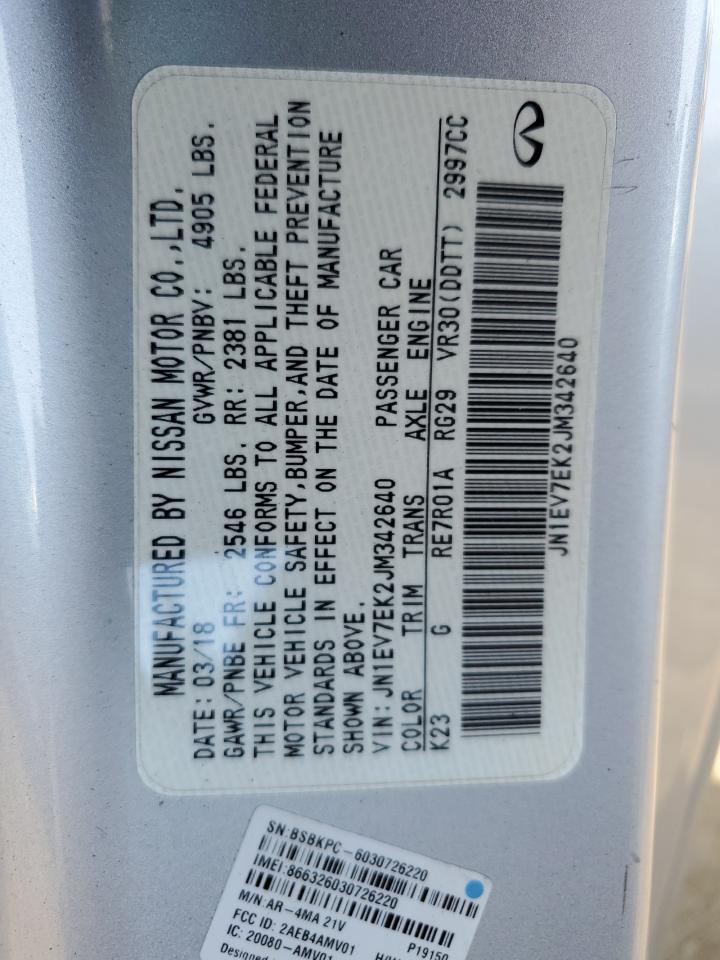 MANUFACTURED BY NISSAN MOTOR CO.,LTD.
DATE: 03/18 GVWR/PNBV: 4905 LBS.
GAWR/PNBE FR: 2546 LBS. RR: 2381 LBS.
THIS VEHICLE CONFORMS TO ALL APPLICABLE FEDERAL
MOTOR VEHICLE SAFETY,BUMPER,AND THEFT PREVENTION
STANDARDS IN EFFECT ON THE DATE OF MANUFACTURE
SHOWN ABOVE.
VIN: JN1EV7EK2JM342640 PASSENGER CAR
COLOR TRIM TRANS AXLE ENGINE
K23 G RE7R01A RG29 VR30(DDTT) 2997CC
JN1EV7EK2JM342640
SN:BSBKPC-6030726220
IMEI:866326030726220
M/N:AR-4MA 21V P19150
FCC ID: 2AEB4AMV01
IC: 20080-AMV01
Designed